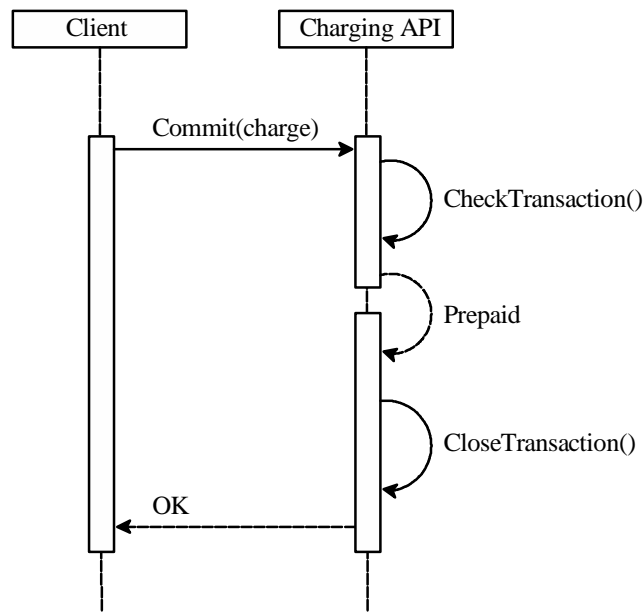 Client
Charging API
Commit(charge)
CheckTransaction()
Prepaid
CloseTransaction()
OK